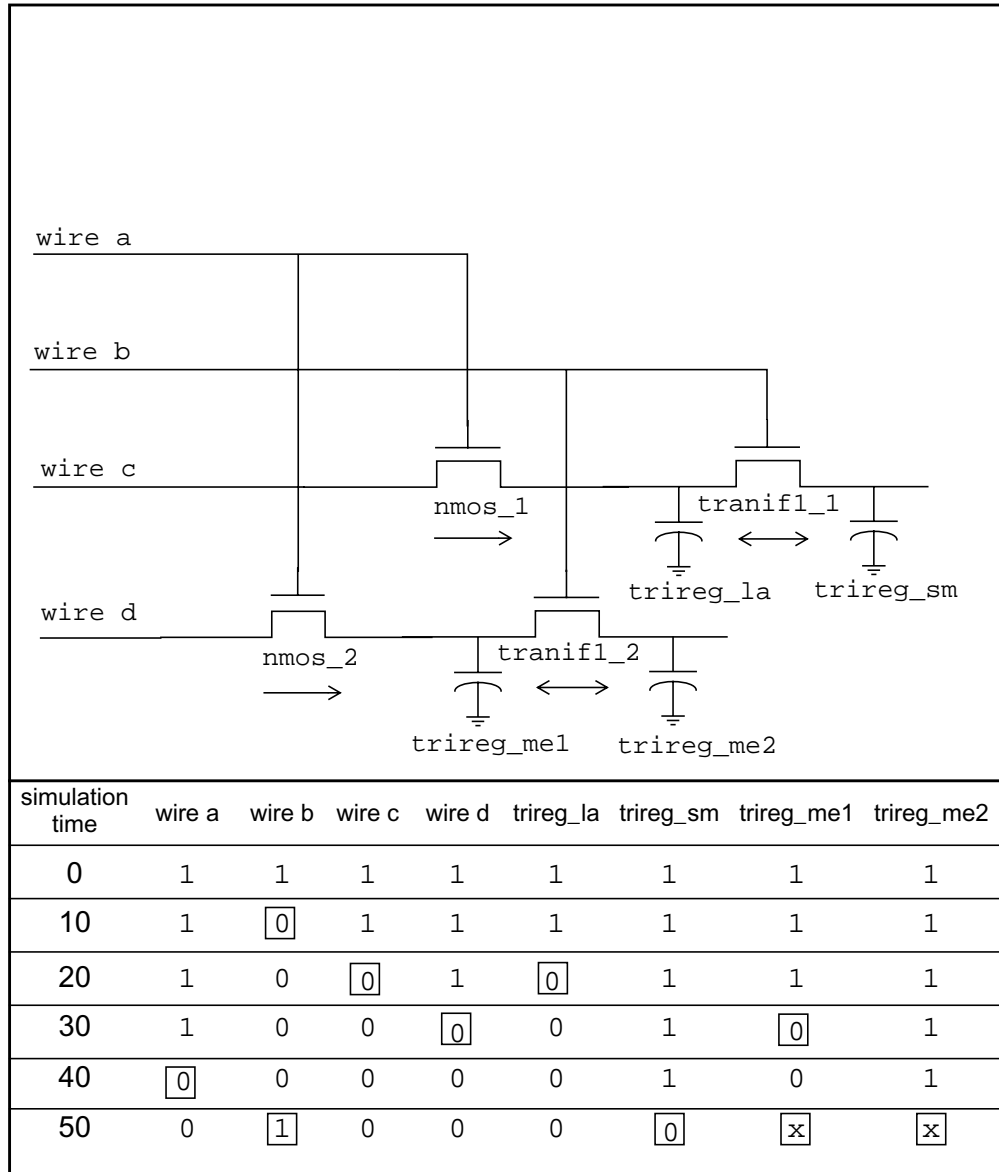 wire a
wire b
wire c
nmos_1
tranif1_1
trireg_la
trireg_sm
wire d
nmos_2
tranif1_2
trireg_me1
trireg_me2
simulation time wire a wire b wire c wire d trireg_la trireg_sm trireg_me1 trireg_me2
0 1 1 1 1 1 1 1 1
10 1 0 1 1 1 1 1 1
20 1 0 0 1 0 1 1 1
30 1 0 0 0 0 1 0 1
40 0 0 0 0 0 1 0 1
50 0 1 0 0 0 0 x x